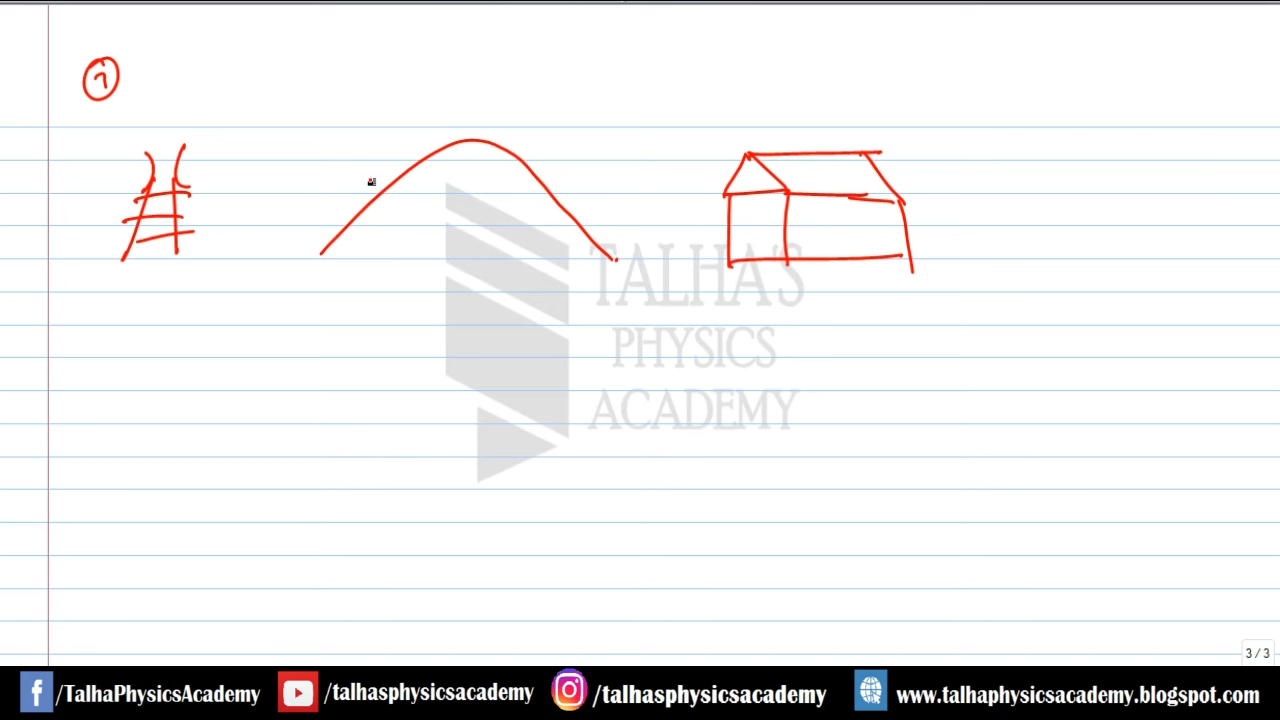 TALHA'S
PHYSICS
ACADEMY
3 / 3
/TalhaPhysicsAcademy
/talhasphysicsacademy
/talhasphysicsacademy
www.talhaphysicsacademy.blogspot.com